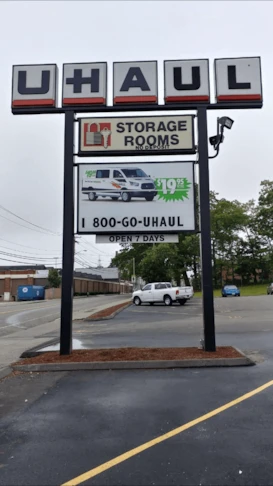 U-HAUL
STORAGE
ROOMS
$19.95
1 800-GO-UHAUL
OPEN 7 DAYS